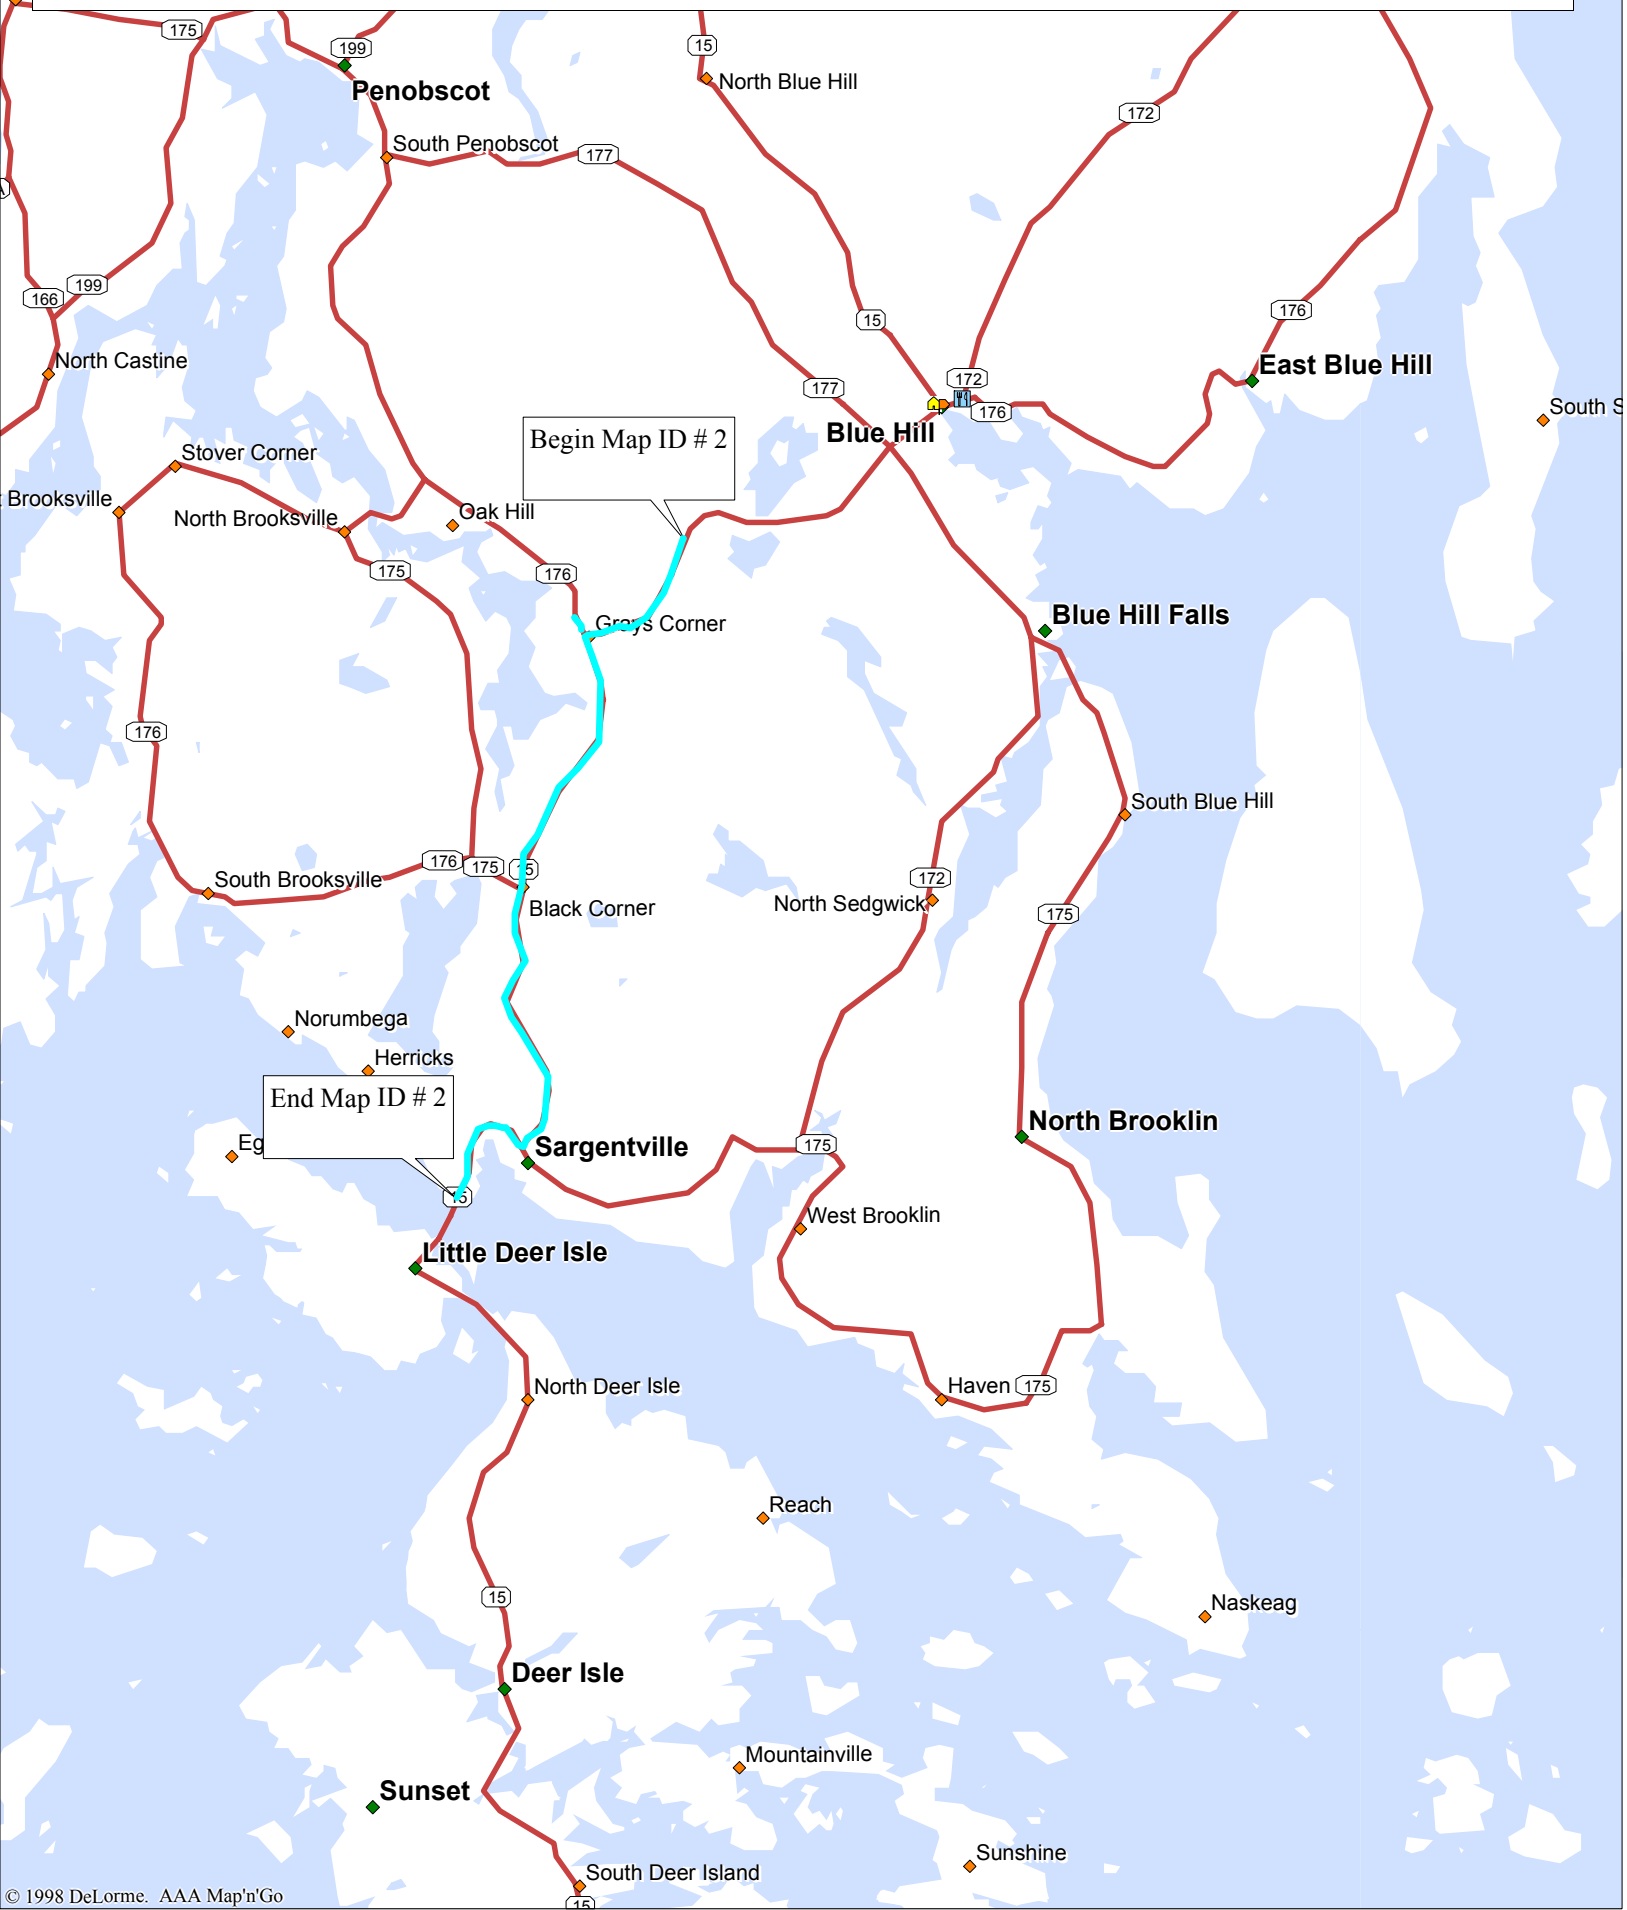 175
199
Penobscot
15
North Blue Hill
172
South Penobscot
177
199
166
176
15
North Castine
East Blue Hill
172
177
176
South S
Blue Hill
Begin Map ID # 2
Stover Corner
Brooksville
North Brooksville
Oak Hill
175
176
Grays Corner
Blue Hill Falls
176
South Blue Hill
176
175
15
South Brooksville
172
North Sedgwick
Black Corner
175
Norumbega
Herricks
End Map ID # 2
North Brooklin
Eg
Sargentville
175
15
West Brooklin
Little Deer Isle
North Deer Isle
Haven
175
Reach
15
Naskeag
Deer Isle
Mountainville
Sunset
Sunshine
South Deer Island
© 1998 DeLorme. AAA Map'n'Go
15